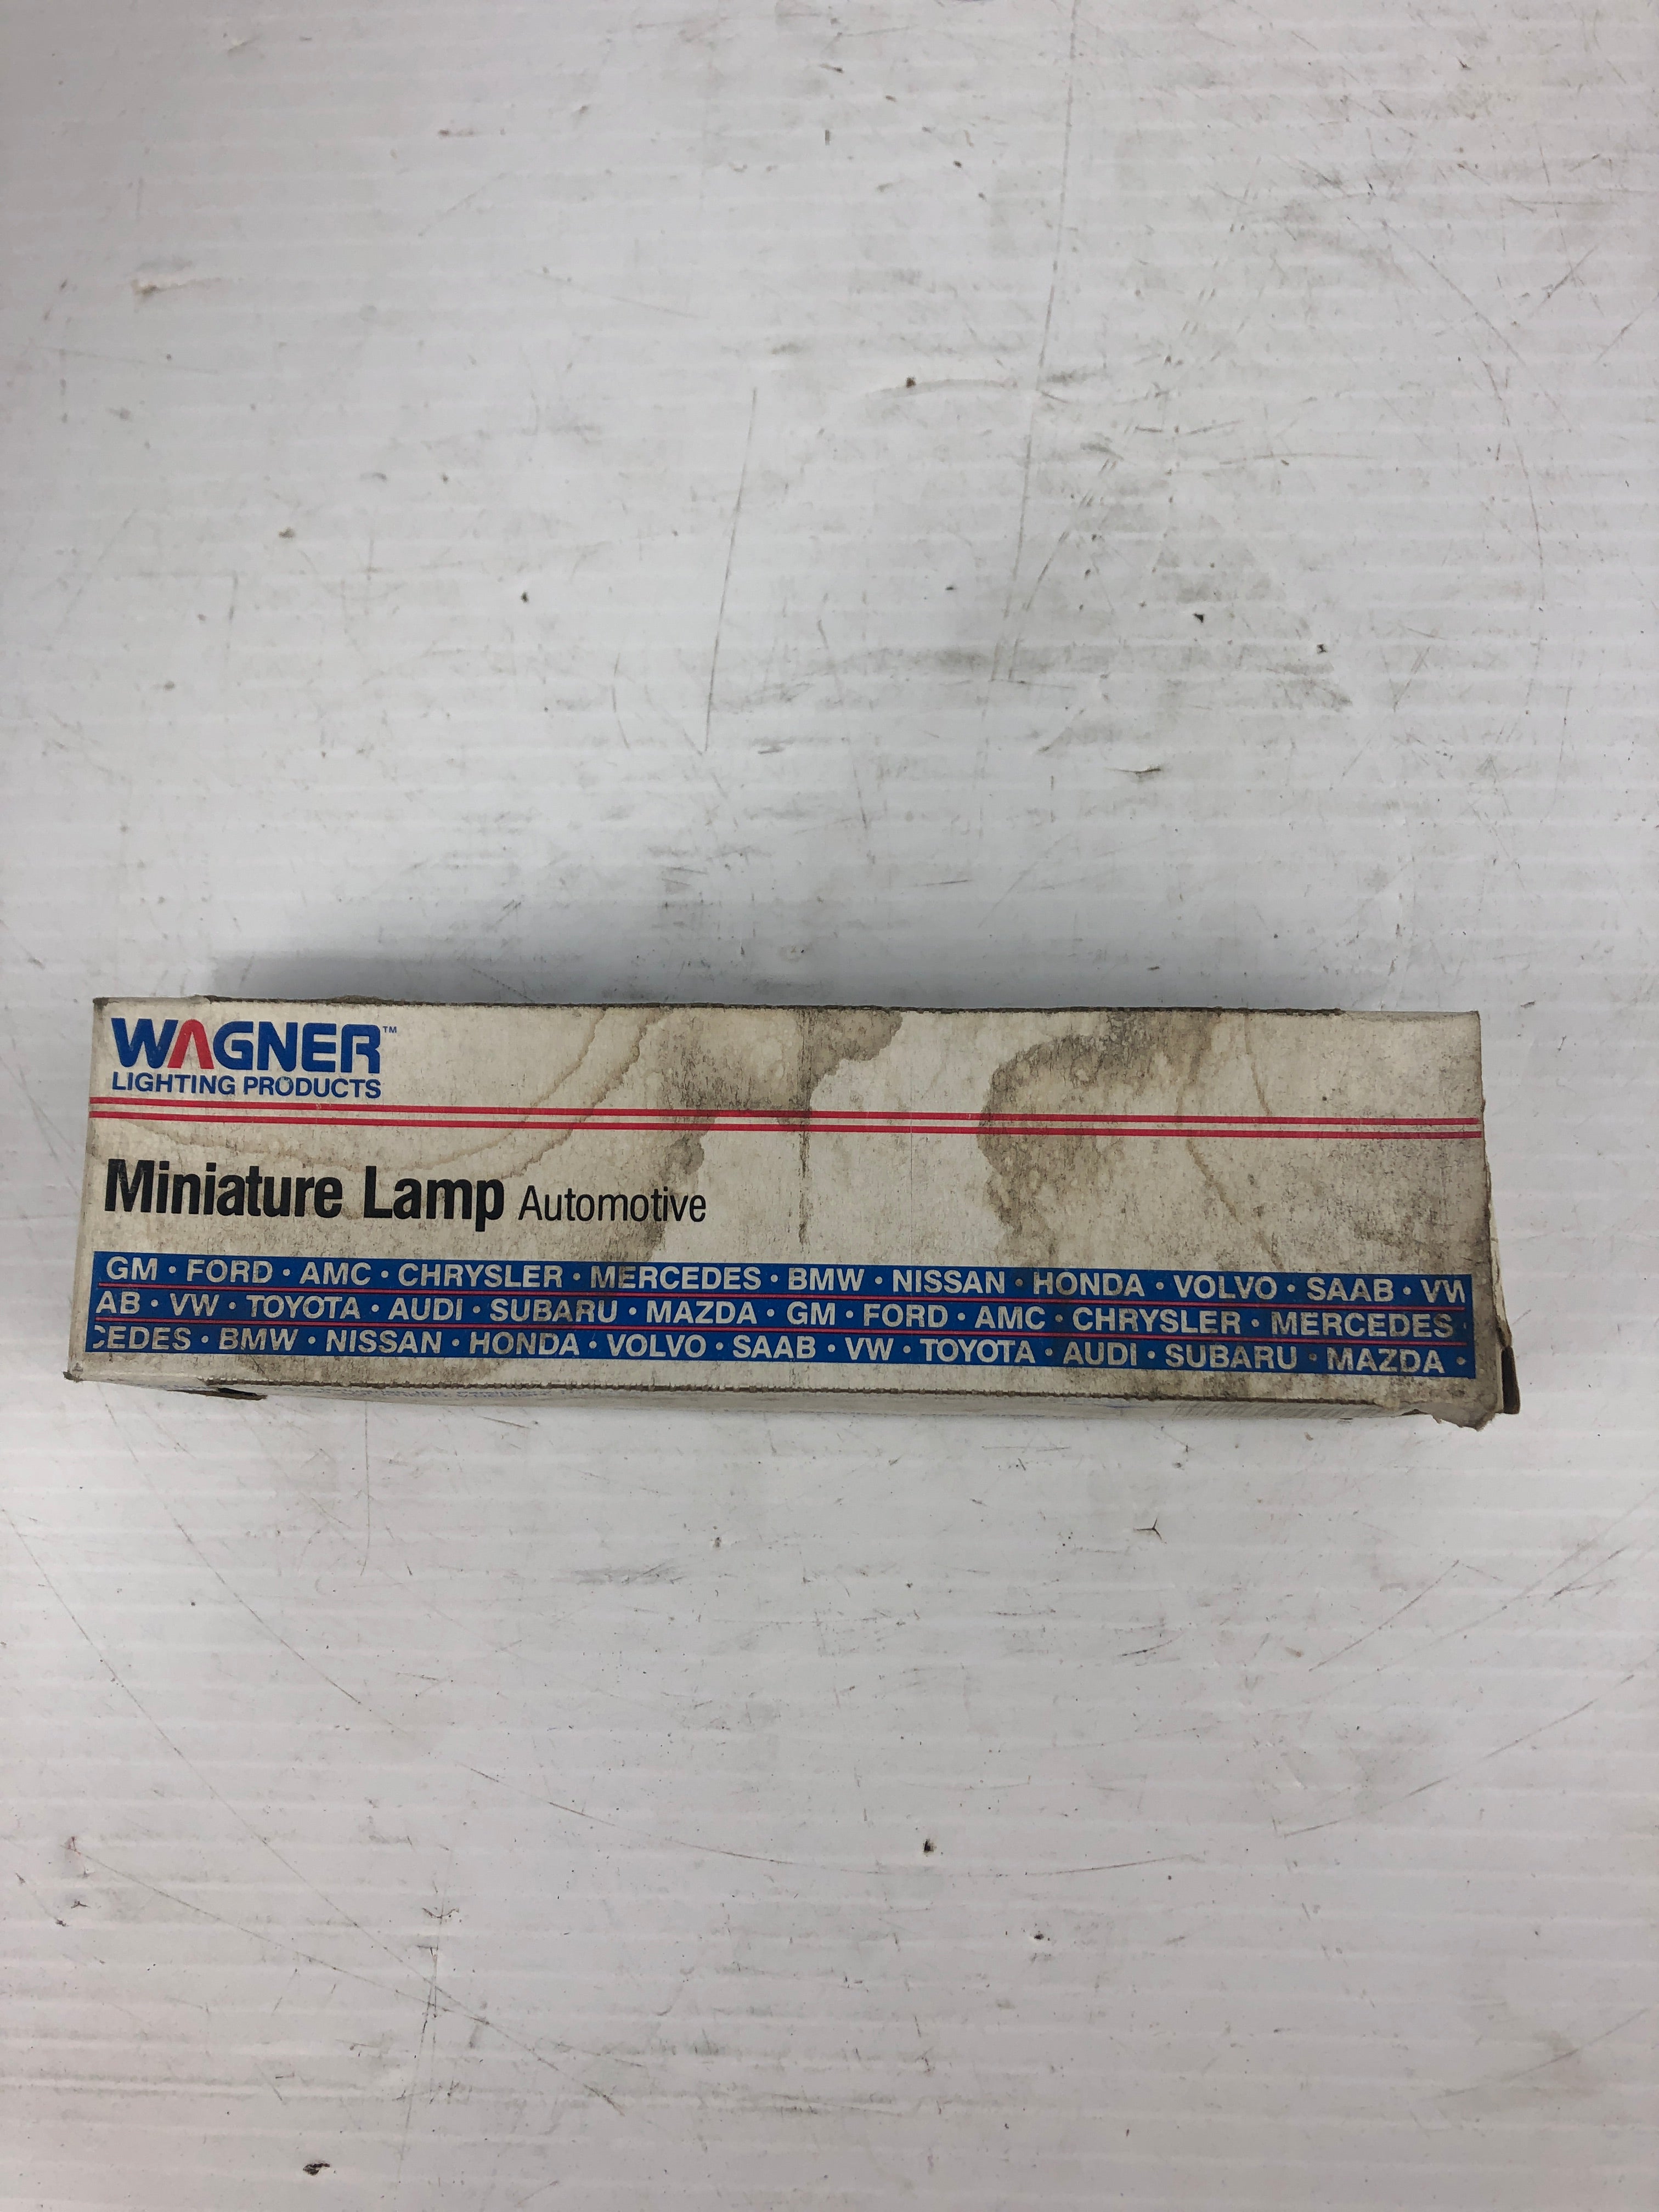 WAGNER™
LIGHTING PRODUCTS
Miniature Lamp Automotive
GM • FORD • AMC • CHRYSLER • MERCEDES • BMW • NISSAN • HONDA • VOLVO • SAAB • VW
AB • VW • TOYOTA • AUDI • SUBARU • MAZDA • GM • FORD • AMC • CHRYSLER • MERCEDES •
CEDES • BMW • NISSAN • HONDA • VOLVO • SAAB • VW • TOYOTA • AUDI • SUBARU • MAZDA •